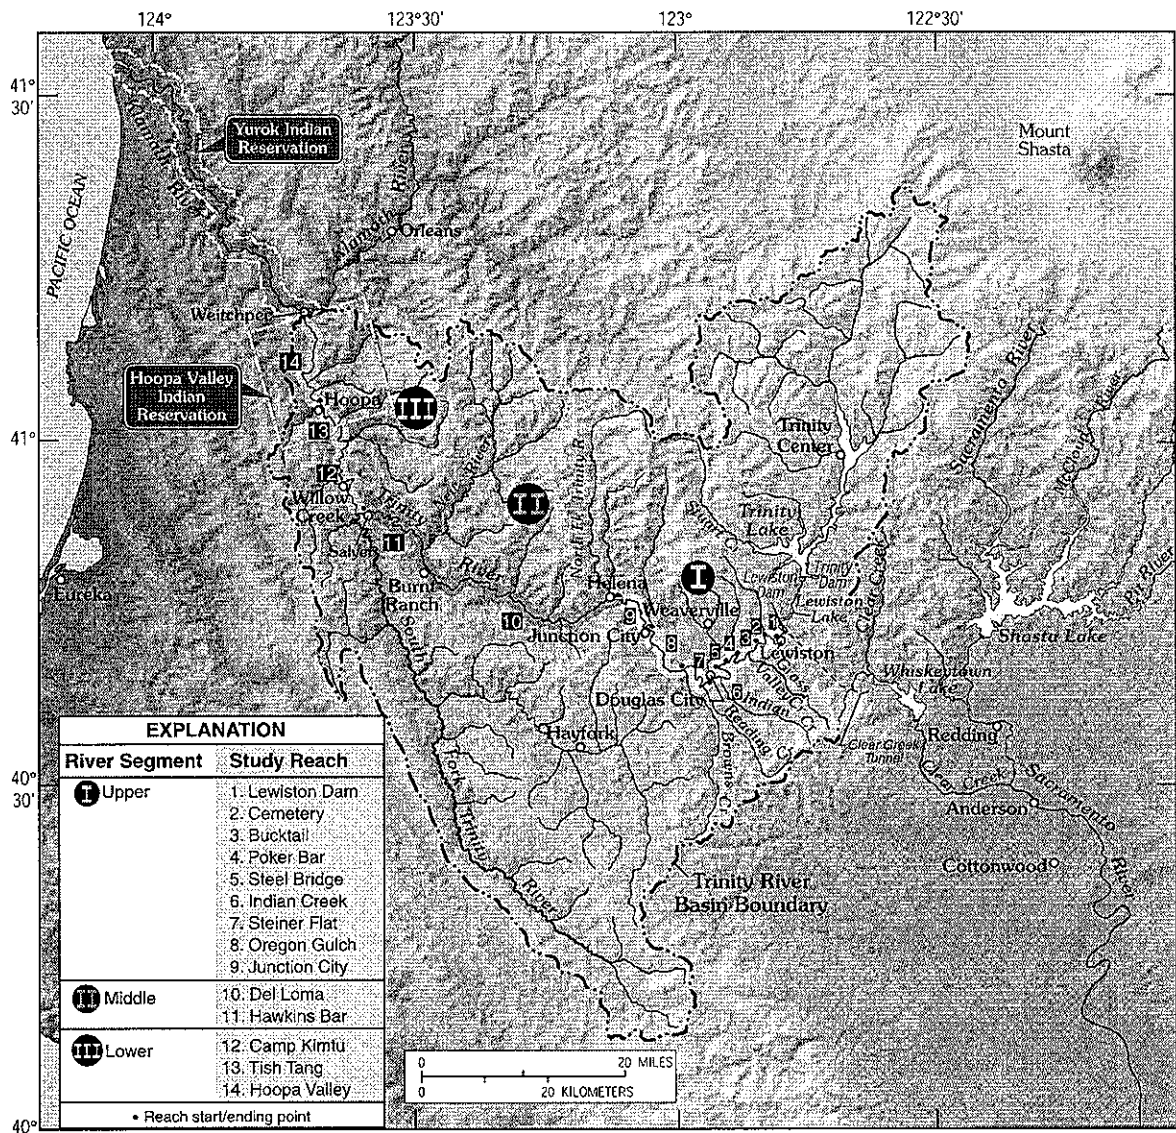 124°
123°30'
123°
122°30'
41°
30'
Yurok Indian
Reservation
Mount
Shasta
PACIFIC OCEAN
Klamath
River
River
Klamath
Orleans
Weitchpec
14
Hoopa Valley
Indian
Reservation
Hoopa
III
13
41°
12
Willow
Creek
Trinity
New River
II
Salyer
11
River
Burnt
Ranch
North Fk Trinity R
Trinity
Center
Trinity
Lake
Stuart C
Trinity
Dam
Lewiston
Dam
Lewiston
Lake
Clear Creek
Sacramento River
McCloud River
Pit River
Shasta Lake
Eureka
Helena
I
Weaverville
10
Junction City
9
8
7
5
4
3
2
1
Lewiston
6
Douglas City
Grass
Valley Cr
Indian Cr
Reading Cr
Browns Cr
Whiskeytown
Lake
Redding
Clear Creek
Tunnel
Clear Creek
Sacramento
River
Anderson
Cottonwood
South
Fork
Trinity
River
Hayfork
Trinity River
Basin Boundary
40°
30'
EXPLANATION
River Segment Study Reach
I Upper
1. Lewiston Dam
2. Cemetery
3. Bucktail
4. Poker Bar
5. Steel Bridge
6. Indian Creek
7. Steiner Flat
8. Oregon Gulch
9. Junction City
II Middle
10. Del Loma
11. Hawkins Bar
III Lower
12. Camp Kimtu
13. Tish Tang
14. Hoopa Valley
• Reach start/ending point
0 20 MILES
0 20 KILOMETERS
40°